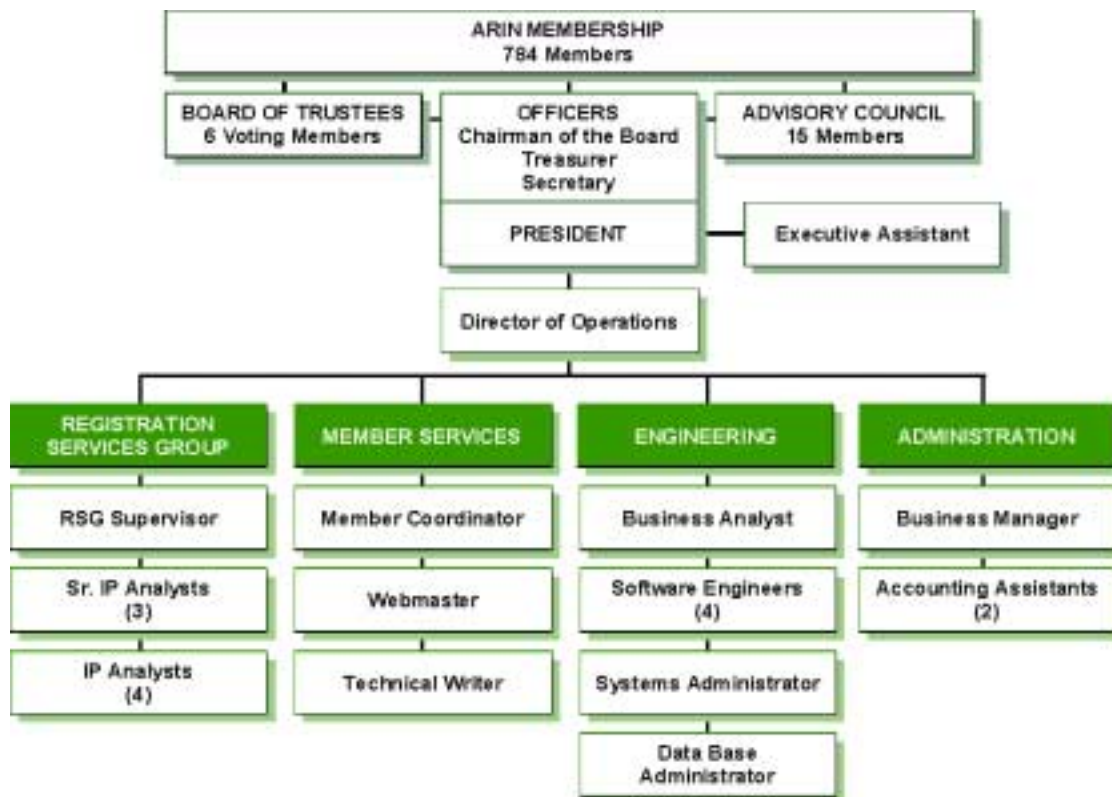 ARIN MEMBERSHIP
784 Members
BOARD OF TRUSTEES
6 Voting Members
OFFICERS
Chairman of the Board
Treasurer
Secretary
ADVISORY COUNCIL
15 Members
PRESIDENT
Executive Assistant
Director of Operations
REGISTRATION
SERVICES GROUP
RSG Supervisor
Sr. IP Analysts
(3)
IP Analysts
(4)
MEMBER SERVICES
Member Coordinator
Webmaster
Technical Writer
ENGINEERING
Business Analyst
Software Engineers
(4)
Systems Administrator
Data Base
Administrator
ADMINISTRATION
Business Manager
Accounting Assistants
(2)